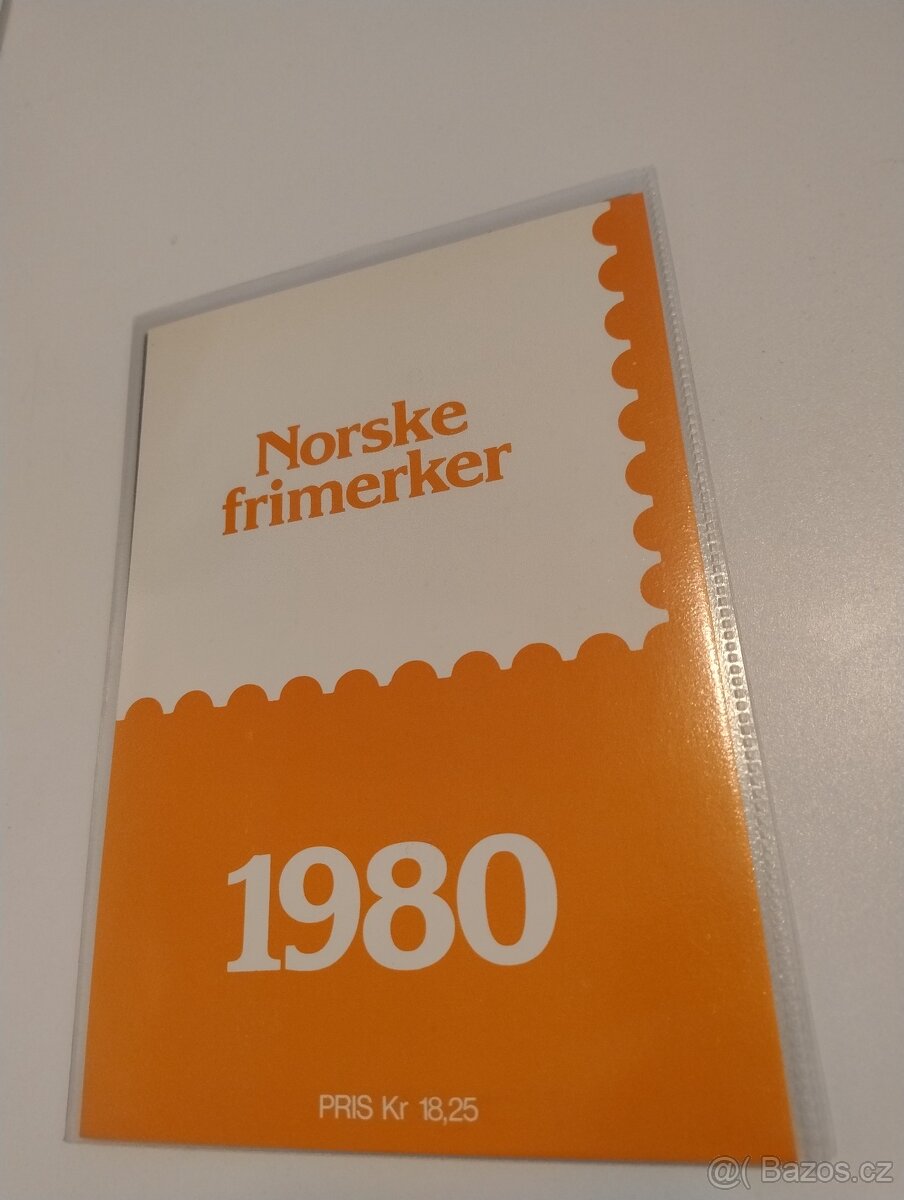 Norske
frimerker
1980
PRIS Kr 18,25
@( Bazos.cz